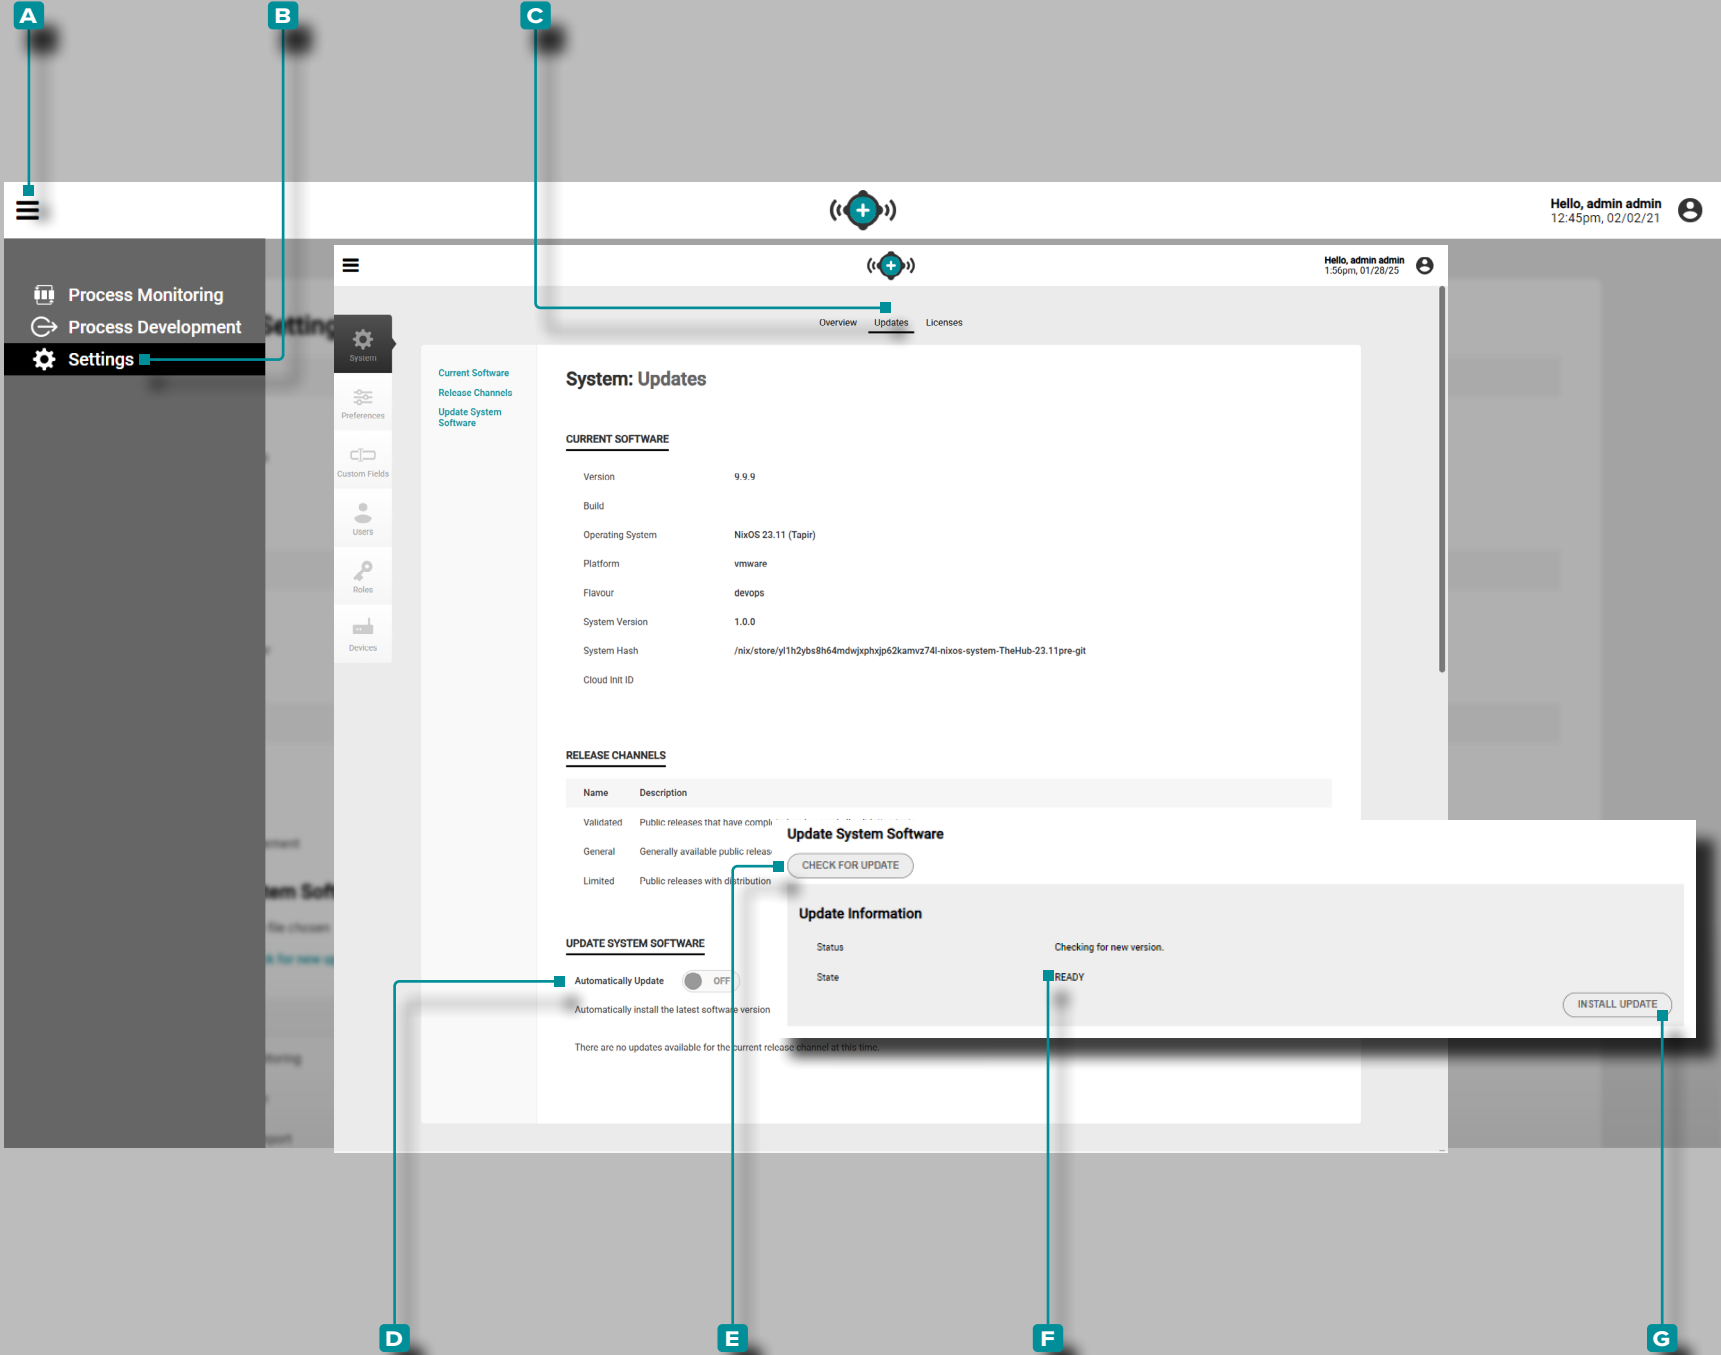 A
B
C
Hello, admin admin
12:45pm, 02/02/21
Process Monitoring
Process Development
Settings
Hello, admin admin
1:56pm, 01/28/25
Overview
Updates
Licenses
System
Preferences
Custom Fields
Users
Roles
Devices
Current Software
Release Channels
Update System
Software
System: Updates
CURRENT SOFTWARE
Version 9.9.9
Build
Operating System NixOS 23.11 (Tapir)
Platform vmware
Flavour devops
System Version 1.0.0
System Hash /nix/store/yl1h2ybs8h64mdwjxphxjp62kamvz74l-nixos-system-TheHub-23.11pre-git
Cloud Init ID
RELEASE CHANNELS
Name Description
Validated Public releases that have
General Generally available public
Limited Public releases with distribution
UPDATE SYSTEM SOFTWARE
Automatically Update OFF
Automatically install the latest software version
There are no updates available for the current release channel at this time.
Update System Software
CHECK FOR UPDATE
Update Information
Status Checking for new version.
State READY
INSTALL UPDATE
D
E
F
G